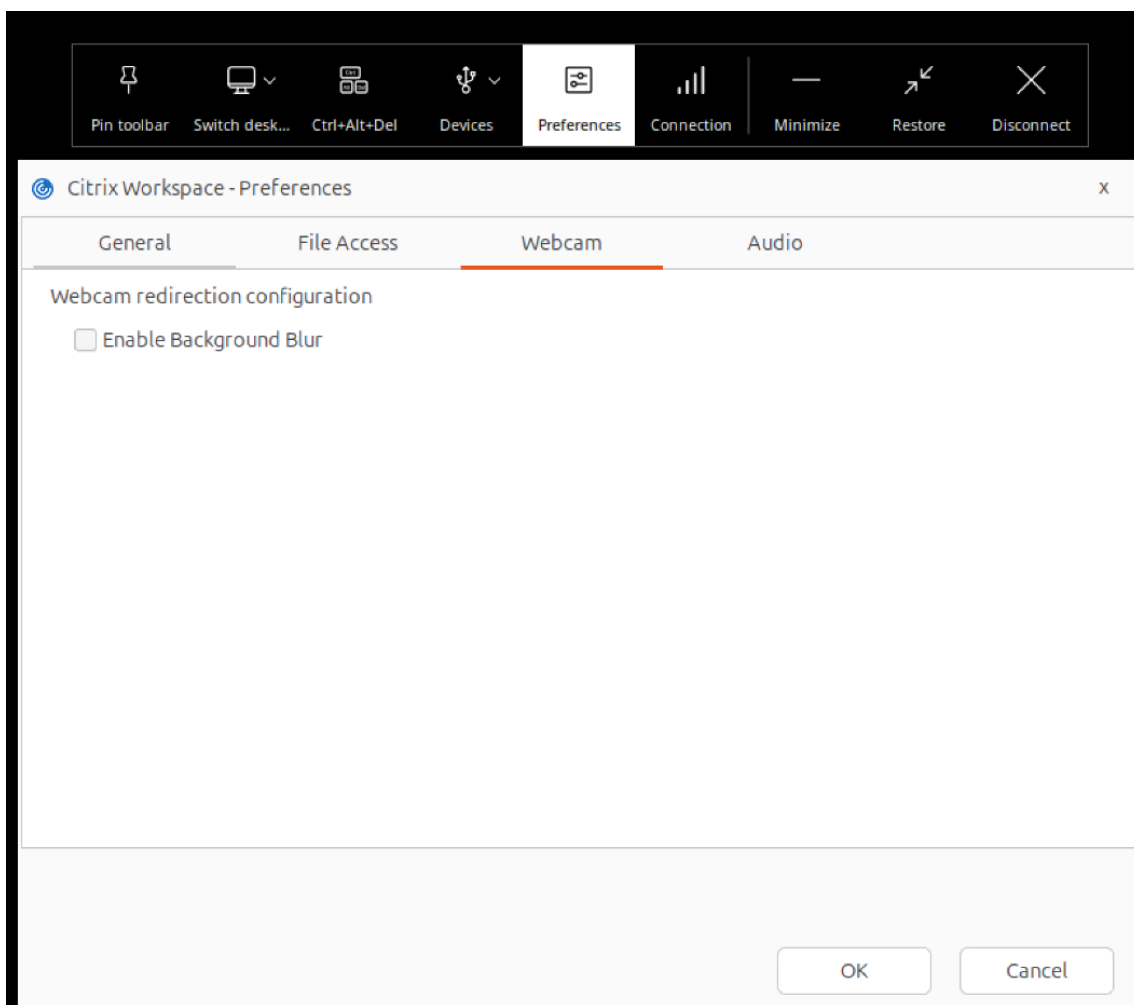 Pin toolbar Switch desk... Ctrl+Alt+Del Devices Preferences Connection Minimize Restore Disconnect
Citrix Workspace - Preferences x
General File Access Webcam Audio
Webcam redirection configuration
Enable Background Blur
OK Cancel